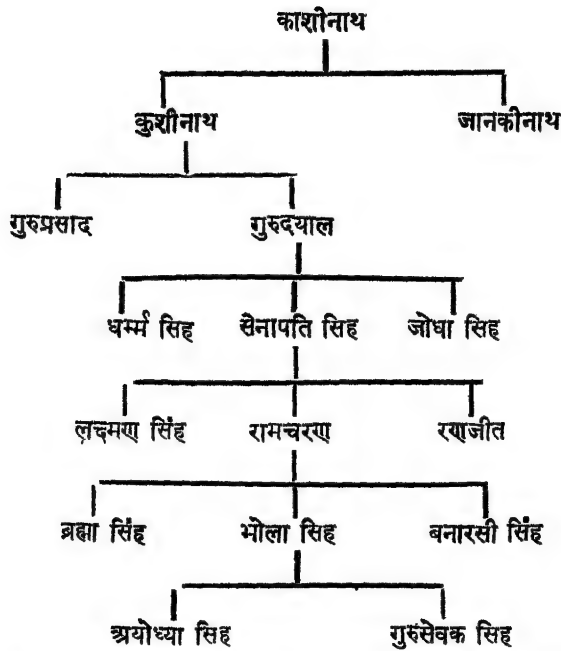 काशीनाथ
कुशीनाथ जानकीनाथ
गुरुप्रसाद गुरुदयाल
धर्म्म सिह सेनापति सिह जोधा सिह
लक्ष्मण सिंह रामचरण रणजीत
ब्रह्मा सिंह भोला सिह बनारसी सिंह
अयोध्या सिह गुरुसेवक सिह